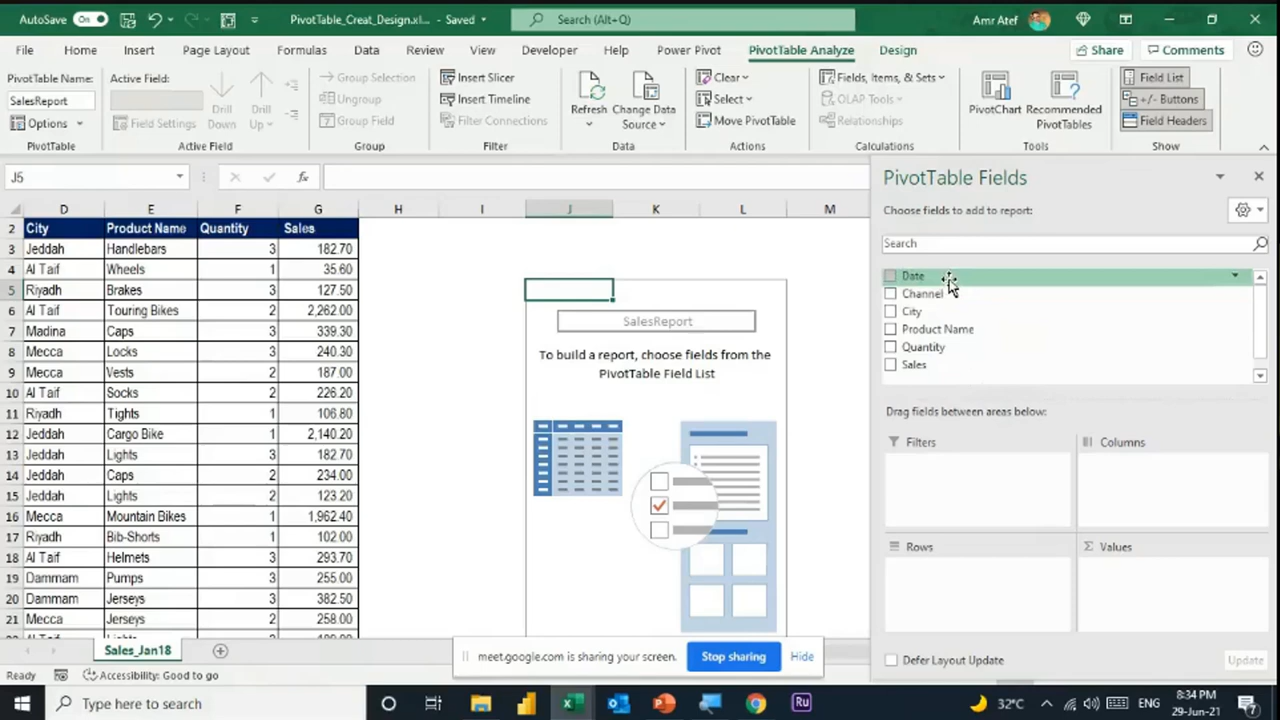 AutoSave On PivotTable_Creat_Design.xl... - Saved Search (Alt+Q) Amr Atef
File Home Insert Page Layout Formulas Data Review View Developer Help Power Pivot PivotTable Analyze Design Share Comments
PivotTable Name:
SalesReport
Options
PivotTable
Active Field:
Field Settings
Drill Down
Drill Up
Active Field
Group Selection
Ungroup
Group Field
Group
Insert Slicer
Insert Timeline
Filter Connections
Filter
Refresh
Change Data Source
Data
Clear
Select
Move PivotTable
Actions
Fields, Items, & Sets
OLAP Tools
Relationships
Calculations
PivotChart
Recommended PivotTables
Tools
Field List
+/- Buttons
Field Headers
Show
J5 fx
D E F G H I J K L M
2 City Product Name Quantity Sales
3 Jeddah Handlebars 3 182.70
4 Al Taif Wheels 1 35.60
5 Riyadh Brakes 3 127.50
6 Al Taif Touring Bikes 2 2,262.00
7 Madina Caps 3 339.30
8 Mecca Locks 3 240.30
9 Mecca Vests 2 187.00
10 Al Taif Socks 2 226.20
11 Riyadh Tights 1 106.80
12 Jeddah Cargo Bike 1 2,140.20
13 Jeddah Lights 3 182.70
14 Jeddah Caps 2 234.00
15 Jeddah Lights 2 123.20
16 Mecca Mountain Bikes 1 1,962.40
17 Riyadh Bib-Shorts 1 102.00
18 Al Taif Helmets 3 293.70
19 Dammam Pumps 3 255.00
20 Dammam Jerseys 3 382.50
21 Mecca Jerseys 2 258.00
SalesReport
To build a report, choose fields from the
PivotTable Field List
PivotTable Fields
Choose fields to add to report:
Search
Date
Channel
City
Product Name
Quantity
Sales
Drag fields between areas below:
Filters
Columns
Rows
Σ Values
Defer Layout Update Update
Sales_Jan18
meet.google.com is sharing your screen. Stop sharing Hide
Ready Accessibility: Good to go
Type here to search
Ru
32°C
ENG
8:34 PM
29-Jun-21
7